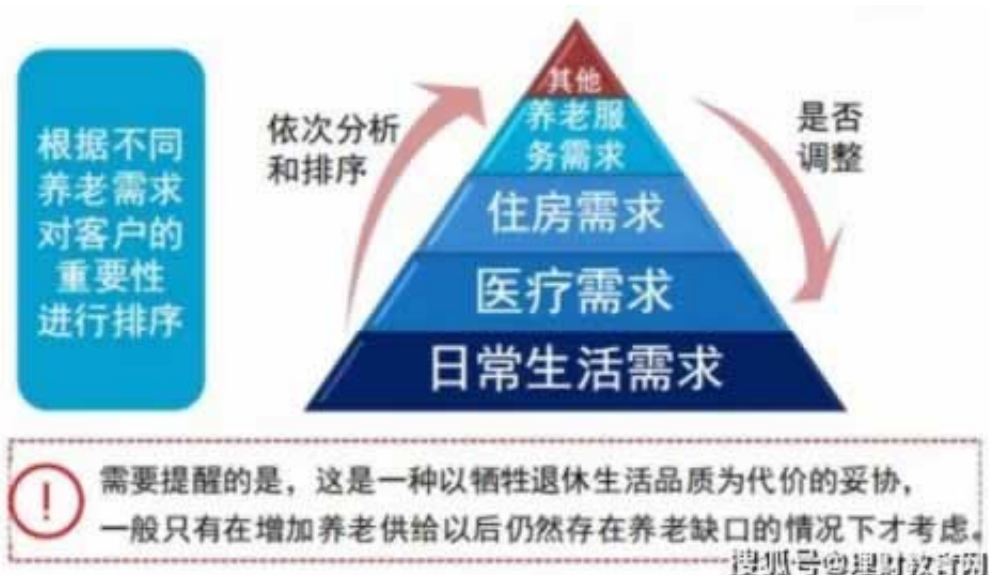 根据不同
养老需求
对客户的
重要性
进行排序
依次分析
和排序
其他
养老服
务需求
住房需求
医疗需求
日常生活需求
是否
调整
!
需要提醒的是，这是一种以牺牲退休生活品质为代价的妥协，
一般只有在增加养老供给以后仍然存在养老缺口的情况下才考虑。
搜狐号@理财教育网